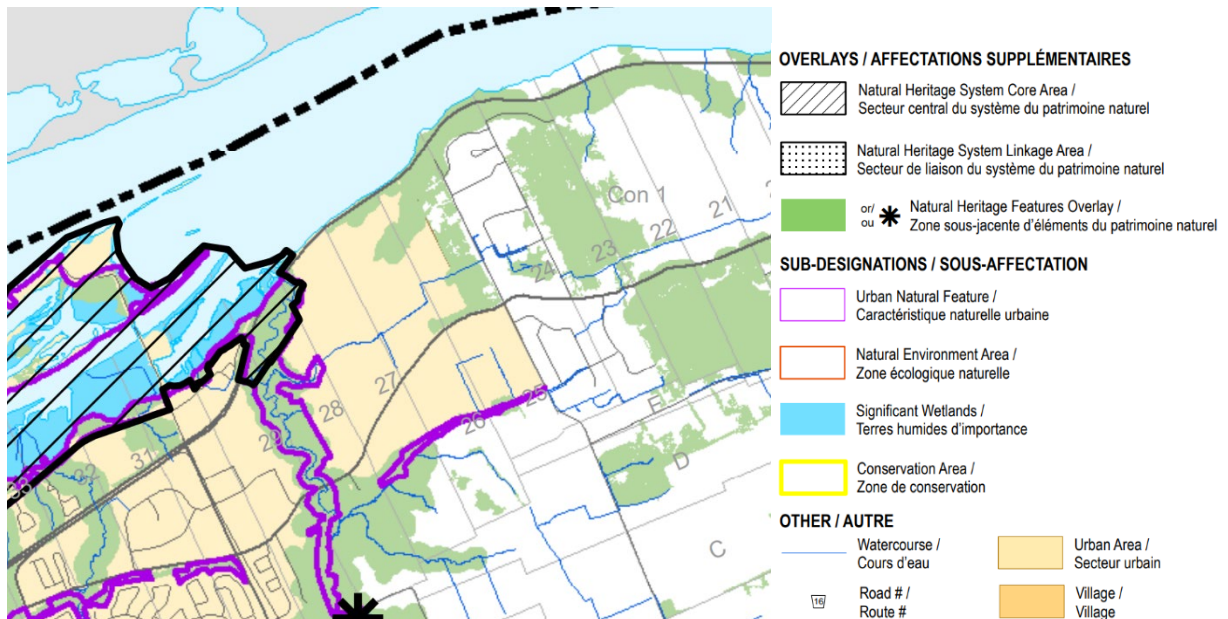 Con 1
21
22
23
24
25
26
27
28
29
31
32
33
E
D
C
OVERLAYS / AFFECTATIONS SUPPLÉMENTAIRES
Natural Heritage System Core Area /
Secteur central du système du patrimoine naturel
Natural Heritage System Linkage Area /
Secteur de liaison du système du patrimoine naturel
or/
ou
Natural Heritage Features Overlay /
Zone sous-jacente d'éléments du patrimoine naturel
SUB-DESIGNATIONS / SOUS-AFFECTATION
Urban Natural Feature /
Caractéristique naturelle urbaine
Natural Environment Area /
Zone écologique naturelle
Significant Wetlands /
Terres humides d'importance
Conservation Area /
Zone de conservation
OTHER / AUTRE
Watercourse /
Cours d'eau
Urban Area /
Secteur urbain
16
Road # /
Route #
Village /
Village